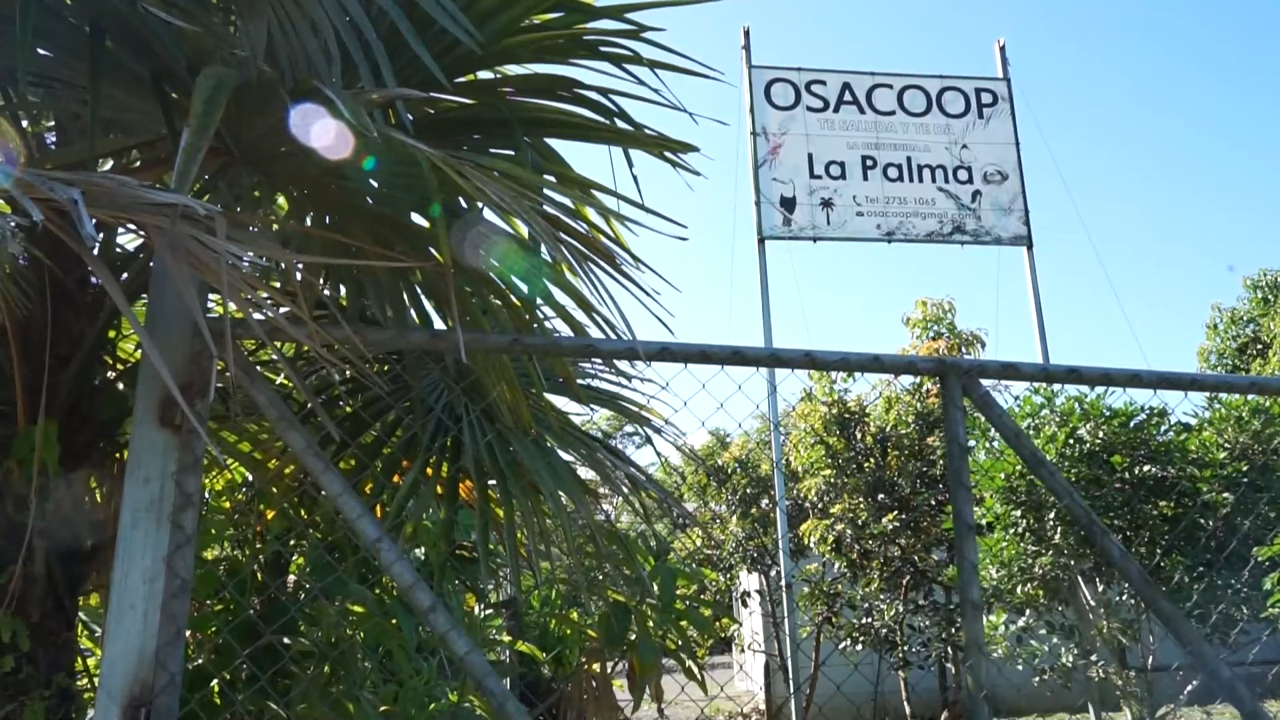 OSACOOP
TE SALUDA Y TE DA
LA BIENVENIDA A
La Palma
Tel: 2735-1065
osacoop@gmail.com